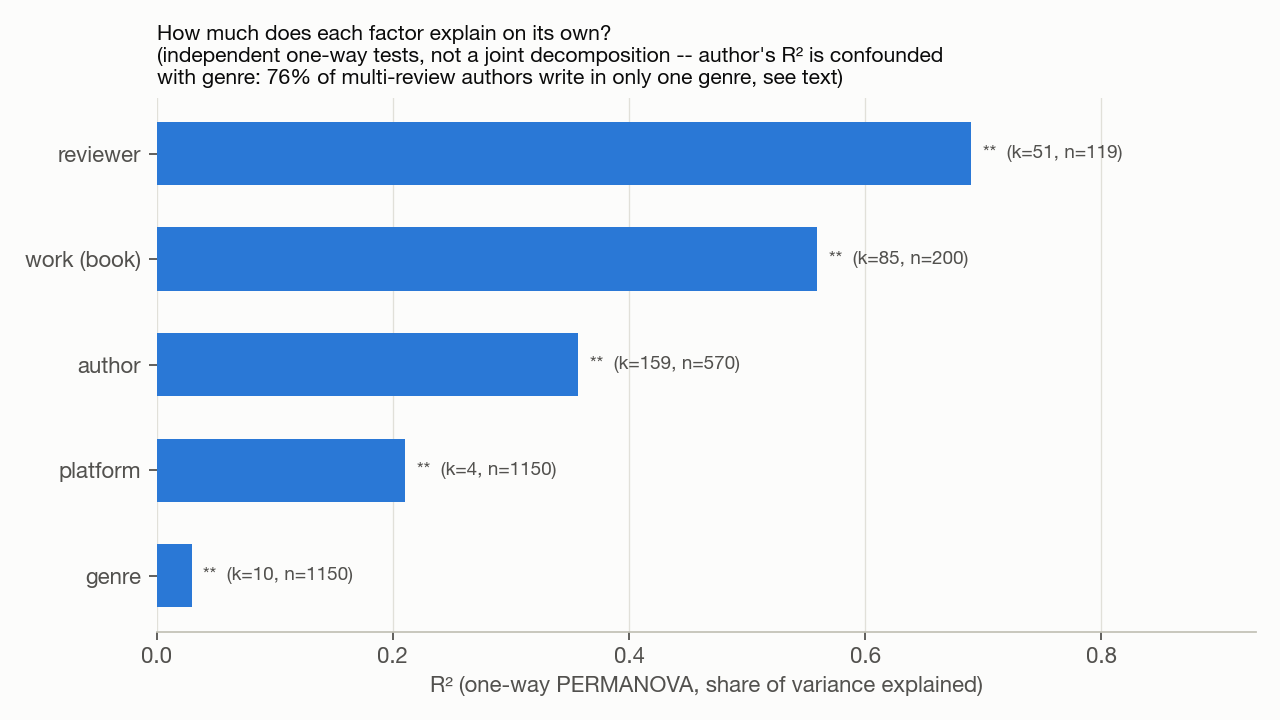 How much does each factor explain on its own?
(independent one-way tests, not a joint decomposition -- author's R² is confounded
with genre: 76% of multi-review authors write in only one genre, see text)
reviewer
** (k=51, n=119)
work (book)
** (k=85, n=200)
author
** (k=159, n=570)
platform
** (k=4, n=1150)
genre
** (k=10, n=1150)
0.0 0.2 0.4 0.6 0.8
R² (one-way PERMANOVA, share of variance explained)